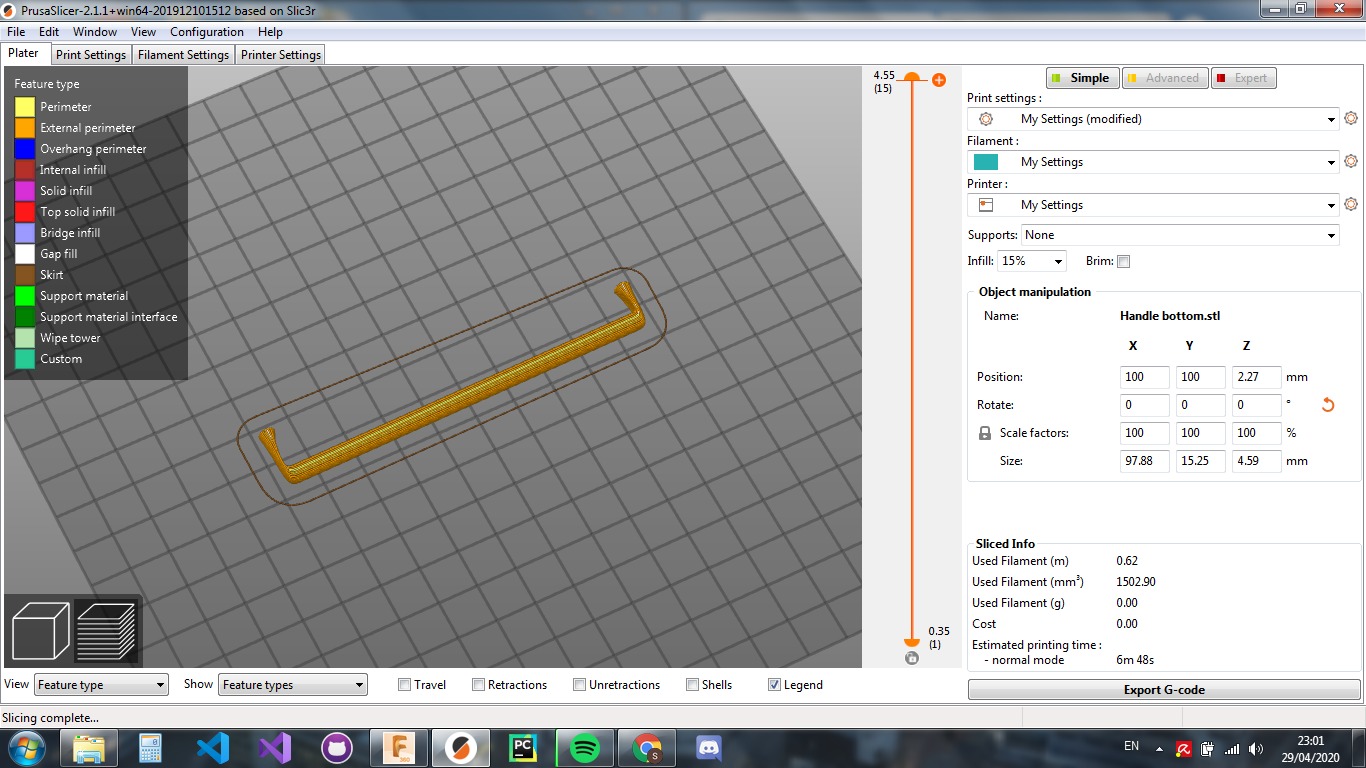 PrusaSlicer-2.1.1+win64-201912101512 based on Slic3r
File Edit Window View Configuration Help
Plater Print Settings Filament Settings Printer Settings
Feature type
Perimeter
External perimeter
Overhang perimeter
Internal infill
Solid infill
Top solid infill
Bridge infill
Gap fill
Skirt
Support material
Support material interface
Wipe tower
Custom
4.55
(15)
0.35
(1)
Simple Advanced Expert
Print settings :
My Settings (modified)
Filament :
My Settings
Printer :
My Settings
Supports: None
Infill: 15% Brim:
Object manipulation
Name: Handle bottom.stl
X Y Z
Position: 100 100 2.27 mm
Rotate: 0 0 0 °
Scale factors: 100 100 100 %
Size: 97.88 15.25 4.59 mm
Sliced Info
Used Filament (m) 0.62
Used Filament (mm³) 1502.90
Used Filament (g) 0.00
Cost 0.00
Estimated printing time :
- normal mode 6m 48s
Export G-code
View Feature type Show Feature types Travel Retractions Unretractions Shells Legend
Slicing complete...
F
360
PC
S
EN
23:01
29/04/2020